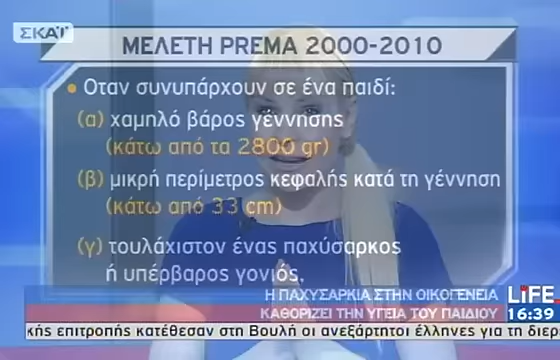 ΣΚΑΪ
ΜΕΛΕΤΗ PREMA 2000-2010
• Οταν συνυπάρχουν σε ένα παιδί:
(α) χαμηλό βάρος γέννησης
(κάτω από τα 2800 gr)
(β) μικρή περίμετρος κεφαλής κατά τη γέννηση
(κάτω από 33 cm)
(γ) τουλάχιστον ένας παχύσαρκος
ή υπέρβαρος γονιός,
Η ΠΑΧΥΣΑΡΚΙΑ ΣΤΗΝ ΟΙΚΟΓΕΝΕΙΑ
ΚΑΘΟΡΙΖΕΙ ΤΗΝ ΥΓΕΙΑ ΤΟΥ ΠΑΙΔΙΟΥ
LiFE
16:39
κής επιτροπής κατέθεσαν στη Βουλή οι ανεξάρτητοι έλληνες για τη διερ